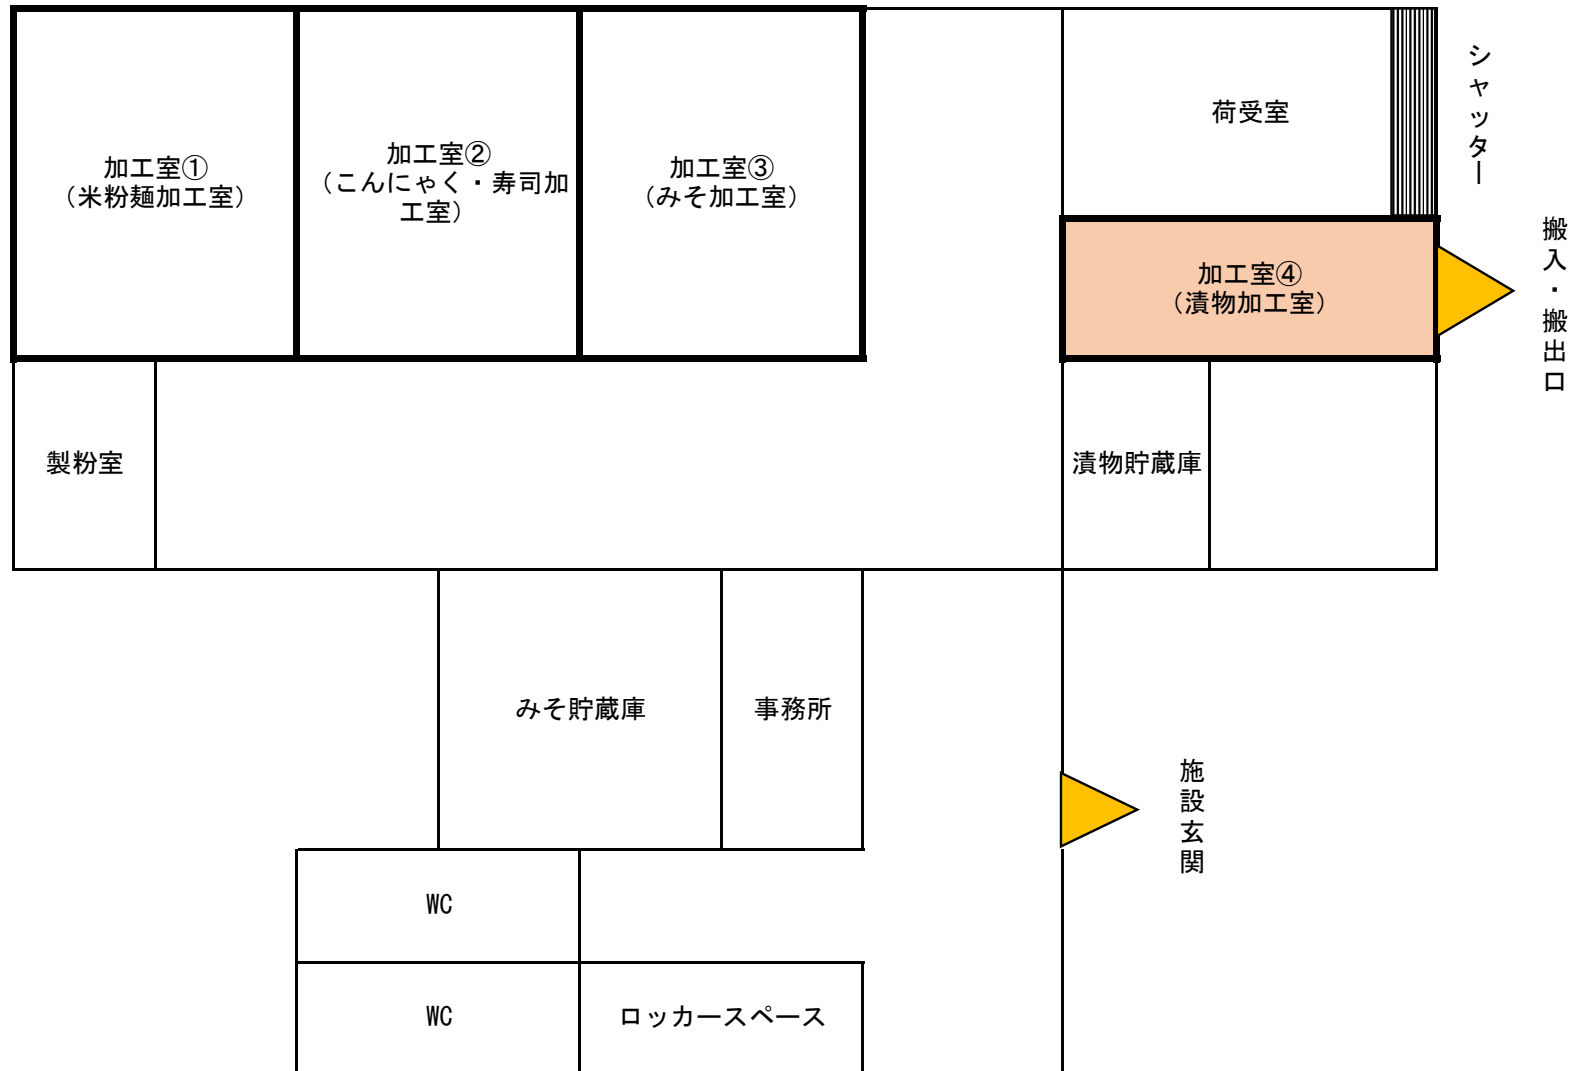 加工室①
（米粉麺加工室）
加工室②
（こんにゃく・寿司加
工室）
加工室③
（みそ加工室）
荷受室
シャッター
加工室④
（漬物加工室）
搬入・搬出口
製粉室
漬物貯蔵庫
みそ貯蔵庫
事務所
施設玄関
WC
WC
ロッカースペース